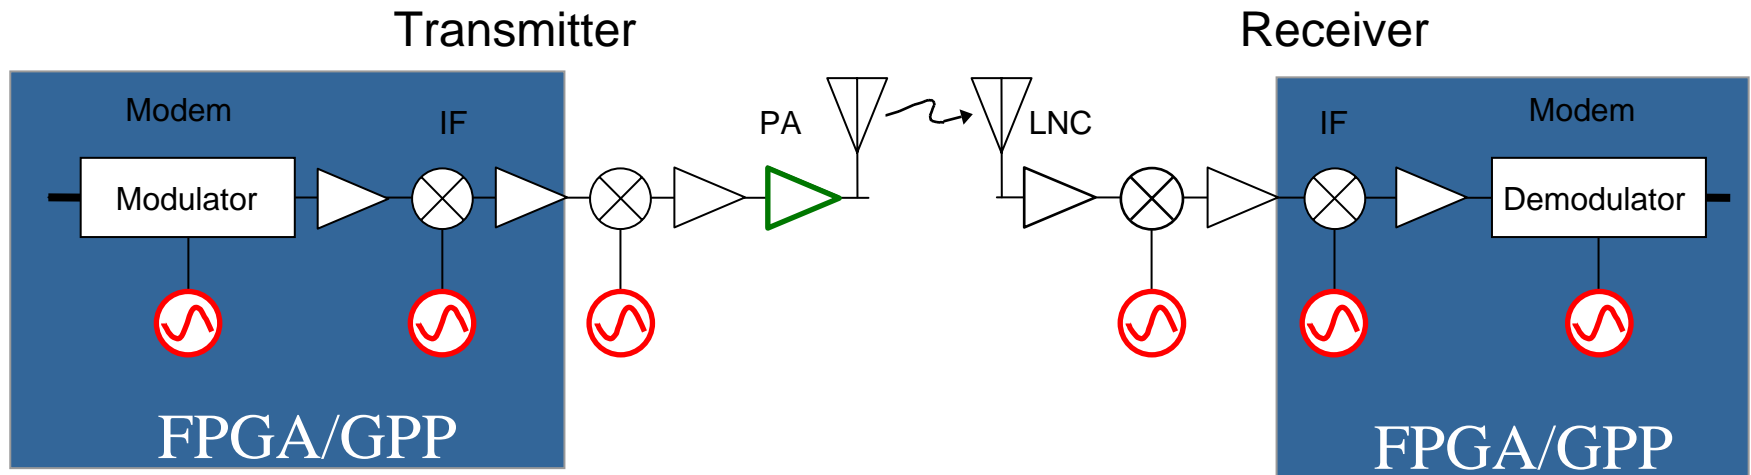 Transmitter
Receiver
Modem
IF
PA
LNC
IF
Modem
Modulator
Demodulator
FPGA/GPP
FPGA/GPP